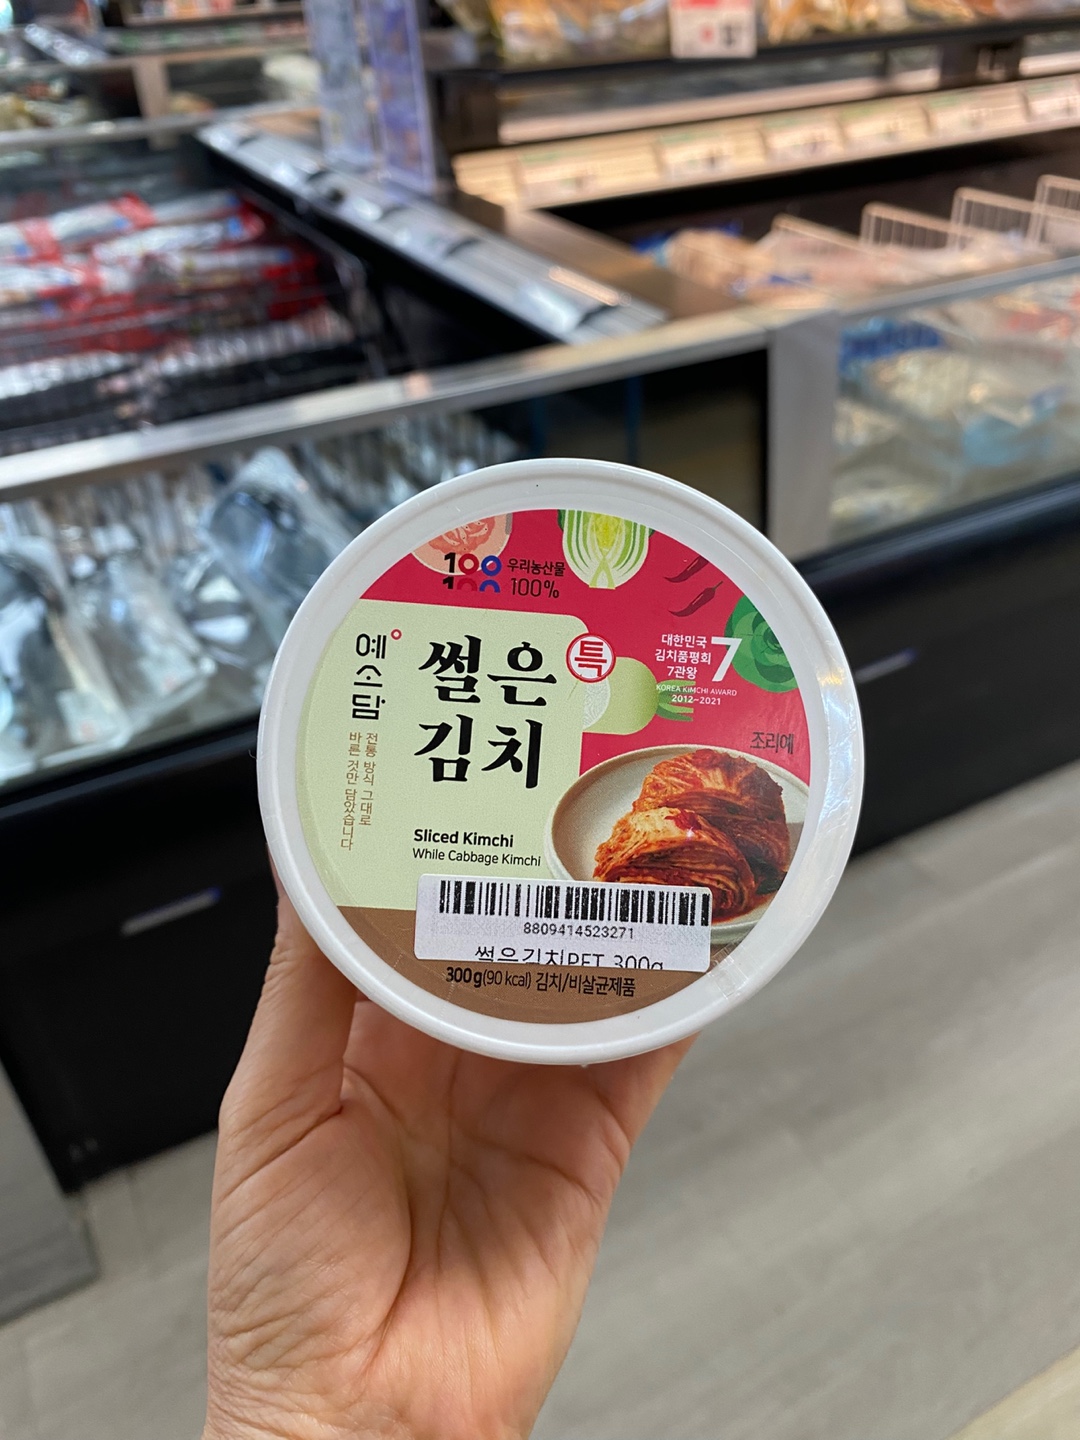 100 우리농산물
100%
예소담
전통 방식 그대로
바른 것만 담았습니다
썰은
김치
특
대한민국
김치품평회
7관왕
7
KOREA KIMCHI AWARD
2012~2021
조리예
Sliced Kimchi
While Cabbage Kimchi
8809414523271
썰은김치PET 300g
300g(90 kcal) 김치/비살균제품